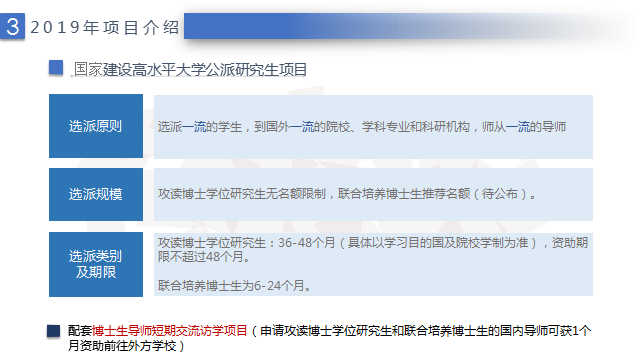 3 2019年项目介绍
国家建设高水平大学公派研究生项目
选派原则
选派一流的学生，到国外一流的院校、学科专业和科研机构，师从一流的导师
选派规模
攻读博士学位研究生无名额限制，联合培养博士生推荐名额（待公布）。
选派类别
及期限
攻读博士学位研究生：36-48个月（具体以学习目的国及院校学制为准），资助期
限不超过48个月。
联合培养博士生为6-24个月。
配套博士生导师短期交流访学项目（申请攻读博士学位研究生和联合培养博士生的国内导师可获1个
月资助前往外方学校）